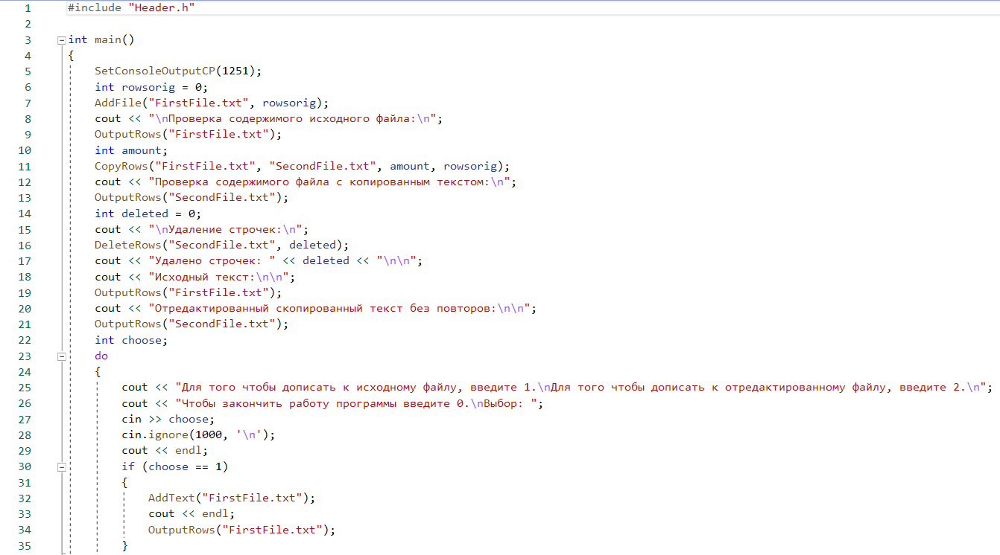 1 #include "Header.h"
2
3 int main()
4 {
5 SetConsoleOutputCP(1251);
6 int rowsorig = 0;
7 AddFile("FirstFile.txt", rowsorig);
8 cout << "\nПроверка содержимого исходного файла:\n";
9 OutputRows("FirstFile.txt");
10 int amount;
11 CopyRows("FirstFile.txt", "SecondFile.txt", amount, rowsorig);
12 cout << "Проверка содержимого файла с копированным текстом:\n";
13 OutputRows("SecondFile.txt");
14 int deleted = 0;
15 cout << "\nУдаление строчек:\n";
16 DeleteRows("SecondFile.txt", deleted);
17 cout << "Удалено строчек: " << deleted << "\n\n";
18 cout << "Исходный текст:\n\n";
19 OutputRows("FirstFile.txt");
20 cout << "Отредактированный скопированный текст без повторов:\n\n";
21 OutputRows("SecondFile.txt");
22 int choose;
23 do
24 {
25 cout << "Для того чтобы дописать к исходному файлу, введите 1.\nДля того чтобы дописать к отредактированному файлу, введите 2.\n";
26 cout << "Чтобы закончить работу программы введите 0.\nВыбор: ";
27 cin >> choose;
28 cin.ignore(1000, '\n');
29 cout << endl;
30 if (choose == 1)
31 {
32 AddText("FirstFile.txt");
33 cout << endl;
34 OutputRows("FirstFile.txt");
35 }